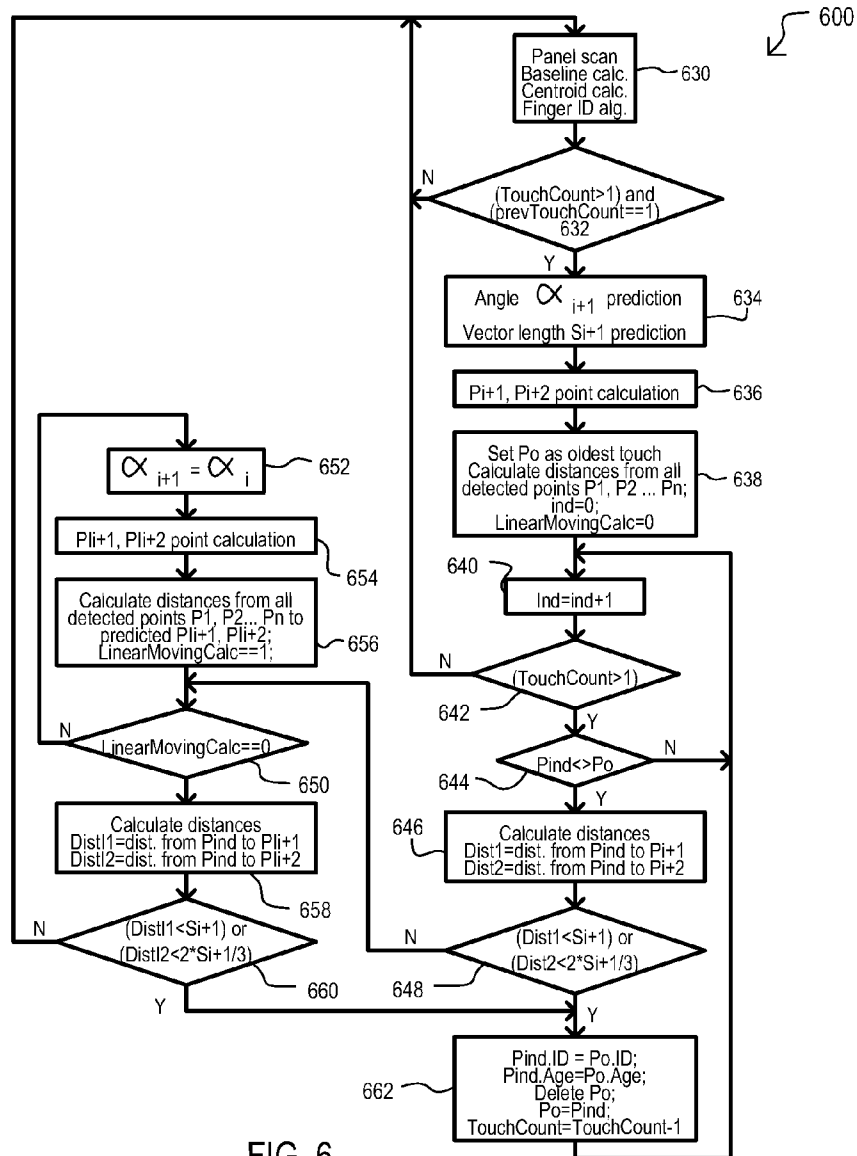 600
Panel scan
Baseline calc.
Centroid calc.
Finger ID alg.
630
N
(TouchCount>1) and
(prevTouchCount==1)
632
Y
Angle α i+1 prediction
Vector length Si+1 prediction
634
Pi+1, Pi+2 point calculation
636
Set Po as oldest touch
Calculate distances from all
detected points P1, P2 ... Pn;
ind=0;
LinearMovingCalc=0
638
640
Ind=ind+1
N
(TouchCount>1)
642
Y
Pind<>Po
N
644
Y
646
Calculate distances
Dist1=dist. from Pind to Pi+1
Dist2=dist. from Pind to Pi+2
N
(Dist1<Si+1) or
(Dist2<2*Si+1/3)
648
Y
α i+1 = α i
652
Pli+1, Pli+2 point calculation
654
Calculate distances from all
detected points P1, P2... Pn to
predicted Pli+1, Pli+2;
LinearMovingCalc==1;
656
N
LinearMovingCalc==0
650
Calculate distances
Distl1=dist. from Pind to Pli+1
Distl2=dist. from Pind to Pli+2
658
N
(Distl1<Si+1) or
(Distl2<2*Si+1/3)
660
Y
662
Pind.ID = Po.ID;
Pind.Age=Po.Age;
Delete Po;
Po=Pind;
TouchCount=TouchCount-1
FIG. 6